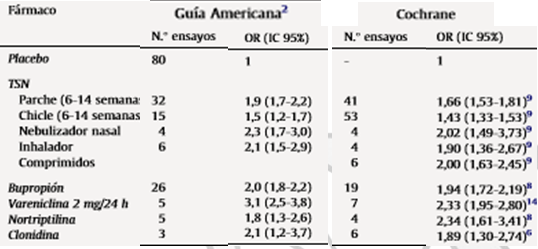 Fármaco Guía Americana2 Cochrane
N.° ensayos OR (IC 95%) N.° ensayos OR (IC 95%)
Placebo 80 1 - 1
TSN
Parche (6-14 semana: 32 1,9 (1,7-2,2) 41 1,66 (1,53-1,81)9
Chicle (6-14 semanas 15 1,5 (1,2-1,7) 53 1,43 (1,33-1,53)9
Nebulizador nasal 4 2,3 (1,7-3,0) 4 2,02 (1,49-3,73)9
Inhalador 6 2,1 (1,5-2,9) 4 1,90 (1,36-2,67)9
Comprimidos 6 2,00 (1,63-2,45)9
Bupropión 26 2,0 (1,8-2,2) 19 1,94 (1,72-2,19)8
Vareniclina 2 mg/24 h 5 3,1 (2,5-3,8) 7 2,33 (1,95-2,80)14
Nortriptilina 5 1,8 (1,3-2,6) 4 2,34 (1,61-3,41)8
Clonidina 3 2,1 (1,2-3,7) 6 1,89 (1,30-2,74)6